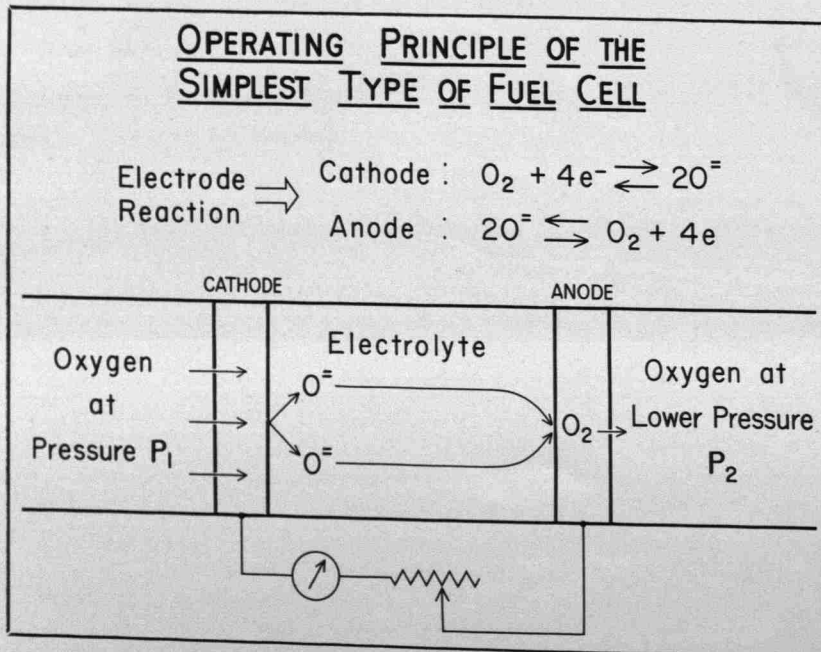 OPERATING PRINCIPLE OF THE
SIMPLEST TYPE OF FUEL CELL
Electrode
Reaction
Cathode : O₂ + 4e⁻ ⇄ 2O⁼
Anode : 2O⁼ ⇆ O₂ + 4e
CATHODE
ANODE
Oxygen
at
Pressure P₁
Electrolyte
O⁼
O⁼
O₂
Oxygen at
Lower Pressure
P₂